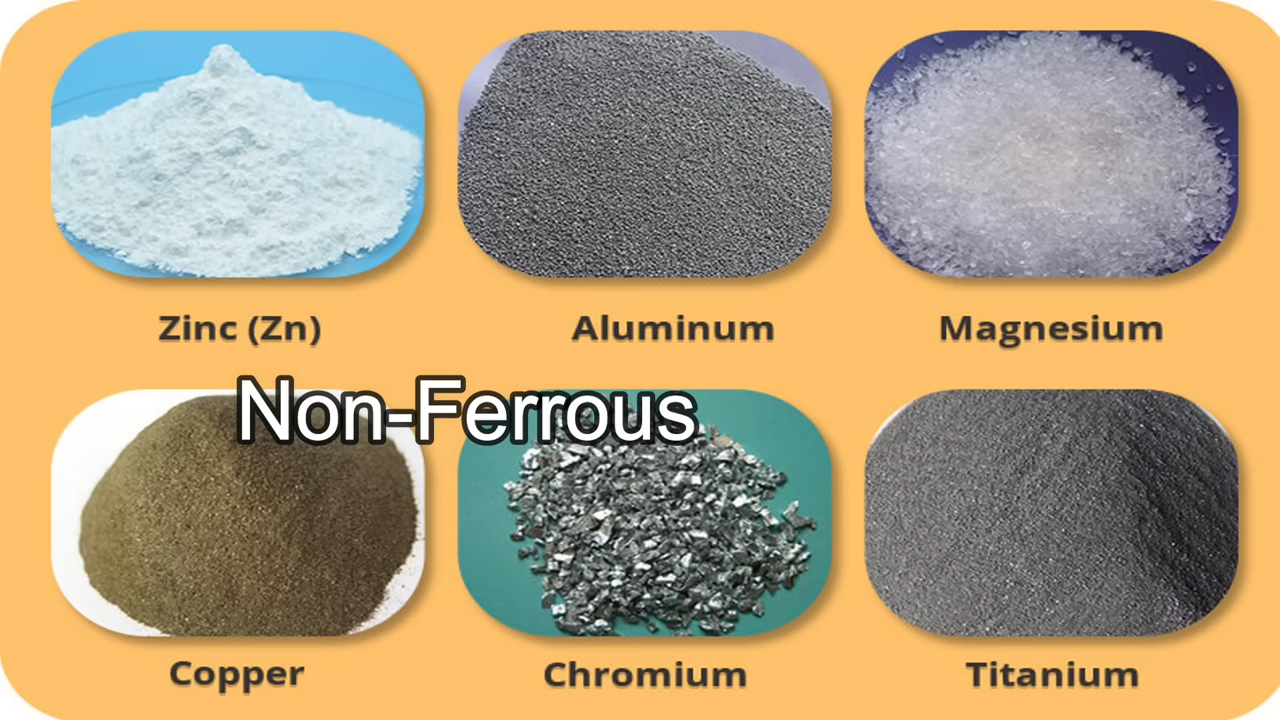 Zinc (Zn)
Aluminum
Magnesium
Non-Ferrous
Copper
Chromium
Titanium